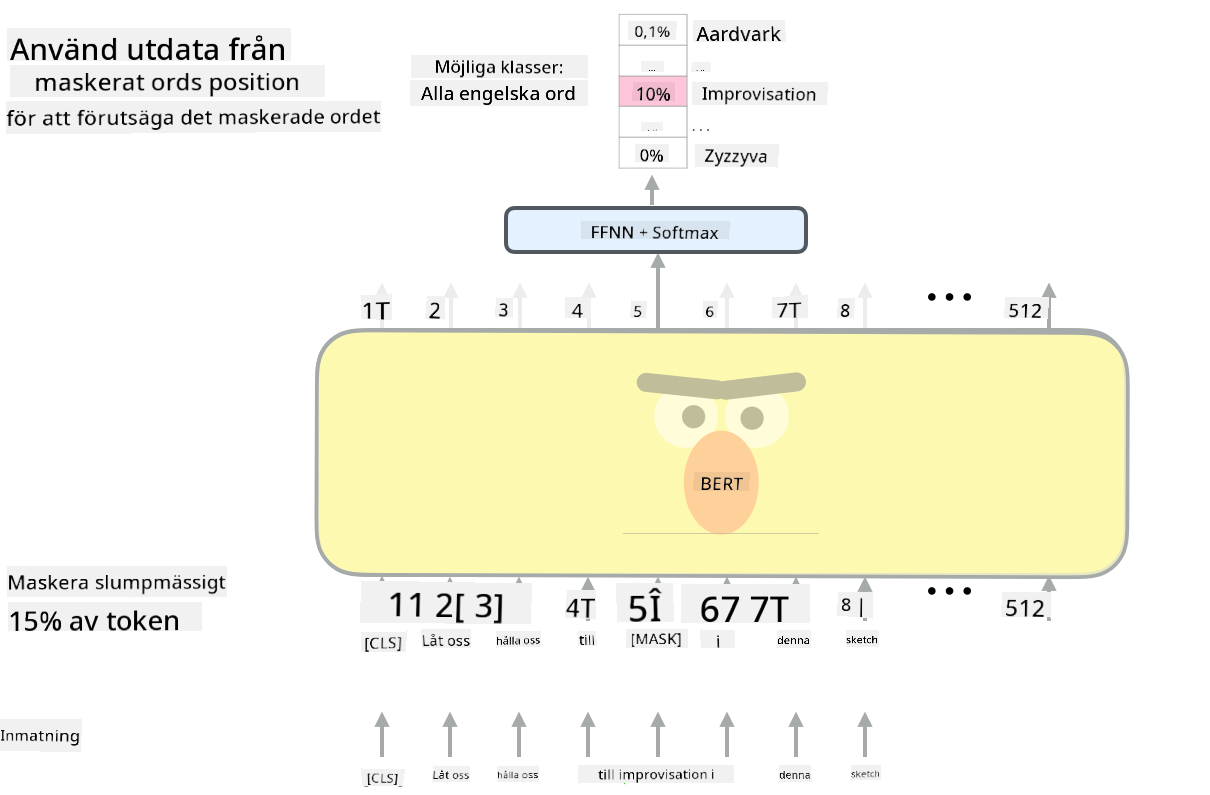 Använd utdata från
maskerat ords position
för att förutsäga det maskerade ordet
Möjliga klasser:
Alla engelska ord
0,1% Aardvark
... ...
10% Improvisation
... ...
0% Zyzzyva
FFNN + Softmax
1T 2 3 4 5 6 7T 8 ... 512
BERT
Maskera slumpmässigt
15% av token
11 2[ 3] 4T 5Î 67 7T 8 | ... 512
[CLS] Låt oss hålla oss till [MASK] i denna sketch
Inmatning
[CLS] Låt oss hålla oss till improvisation i denna sketch